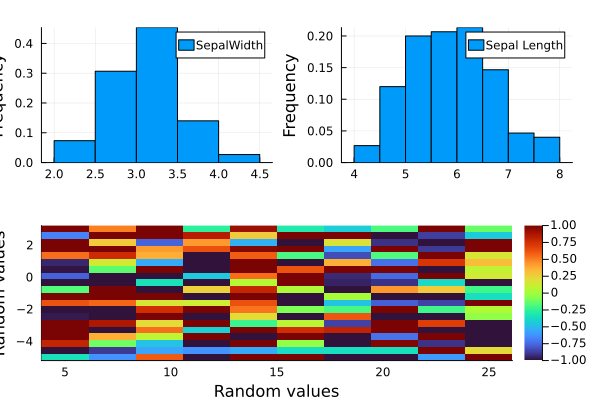 SepalWidth
Frequency
0.4
0.3
0.2
0.1
0.0
2.0 2.5 3.0 3.5 4.0 4.5
Sepal Length
Frequency
0.20
0.15
0.10
0.05
0.00
4 5 6 7 8
Random values
2
0
−2
−4
5 10 15 20 25
Random values
1.00
0.75
0.50
0.25
0
−0.25
−0.50
−0.75
−1.00